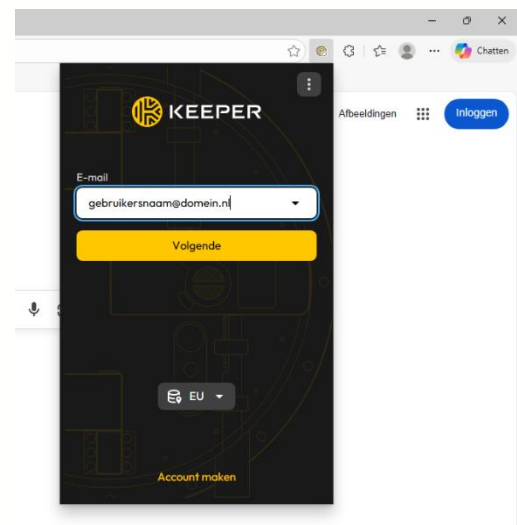 Chatten
KEEPER
Afbeeldingen
Inloggen
E-mail
gebruikersnaam@domein.nl
Volgende
EU
Account maken